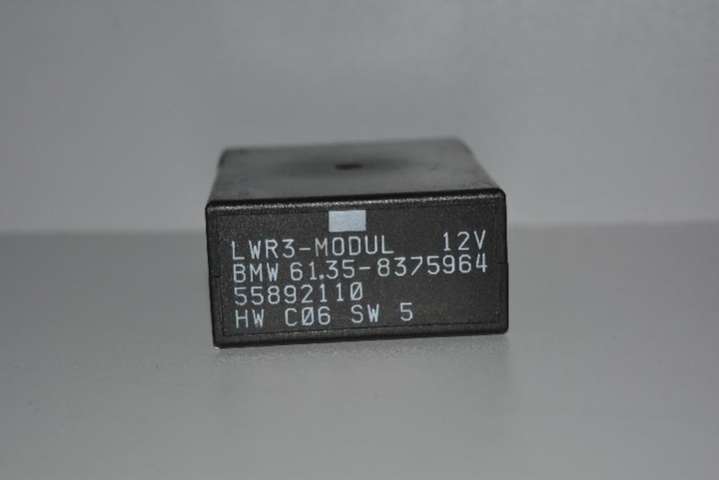 LWR3-MODUL 12V
BMW 61.35-8375964
55892110
HW C06 SW 5